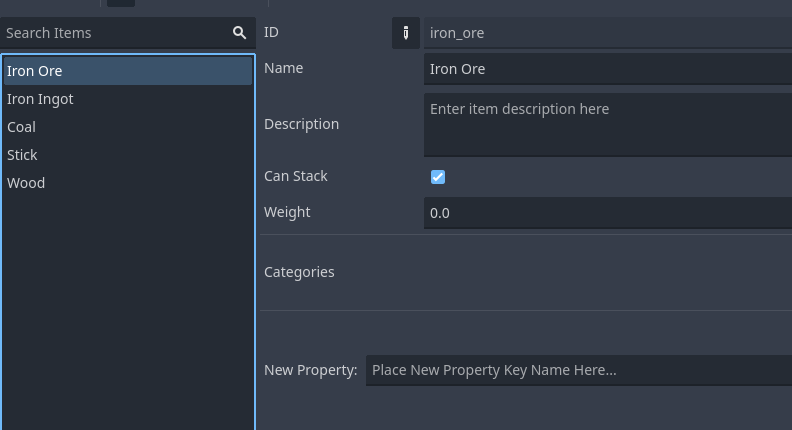 Search Items
Iron Ore
Iron Ingot
Coal
Stick
Wood
ID
iron_ore
Name
Iron Ore
Description
Enter item description here
Can Stack
Weight
0.0
Categories
New Property:
Place New Property Key Name Here...